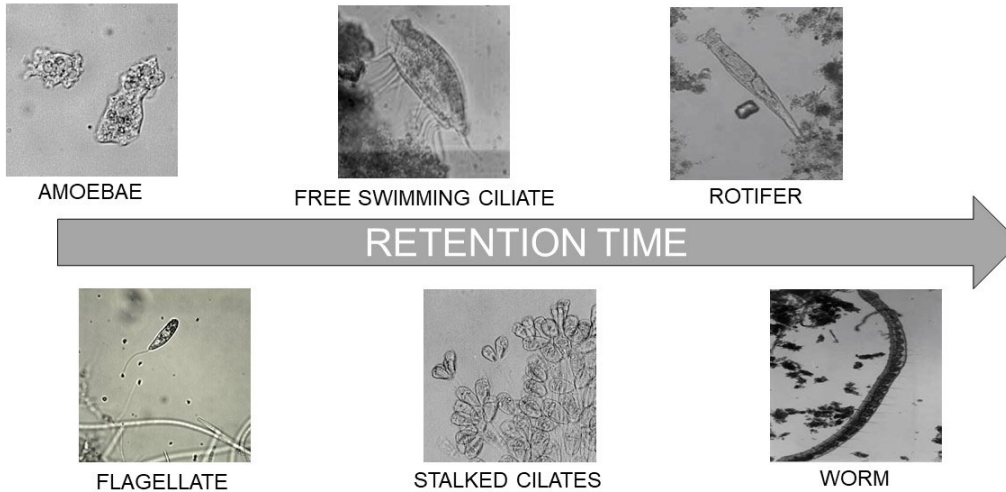 AMOEBAE
FREE SWIMMING CILIATE
ROTIFER
RETENTION TIME
FLAGELLATE
STALKED CILATES
WORM